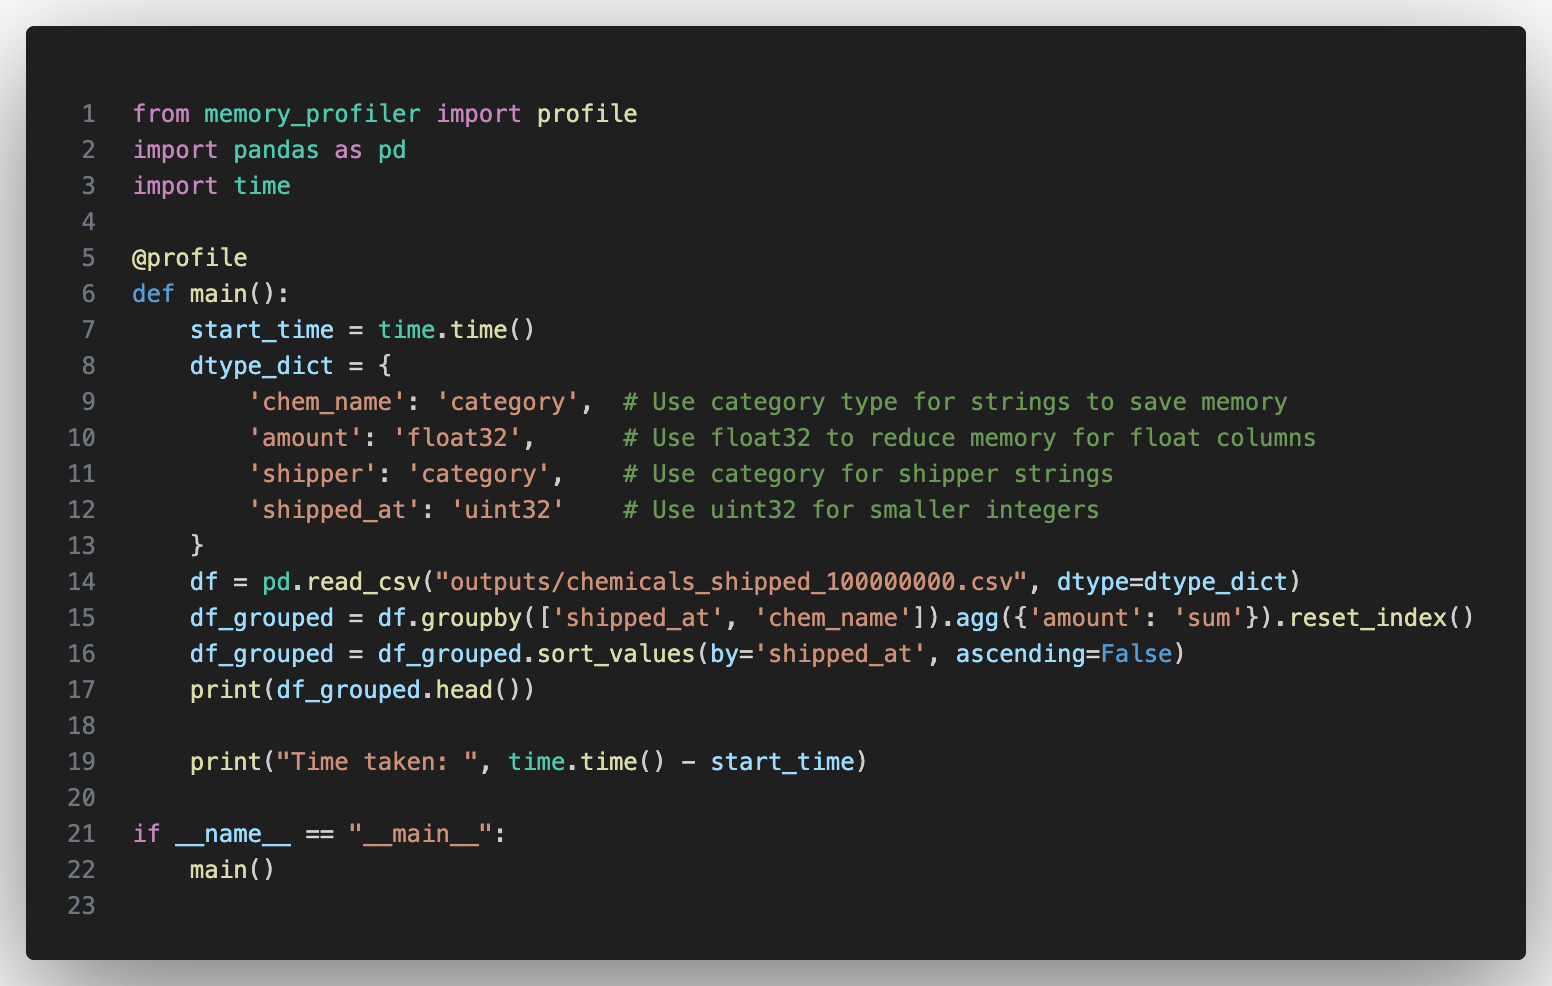 1 from memory_profiler import profile
2 import pandas as pd
3 import time
4
5 @profile
6 def main():
7     start_time = time.time()
8     dtype_dict = {
9         'chem_name': 'category',  # Use category type for strings to save memory
10         'amount': 'float32',      # Use float32 to reduce memory for float columns
11         'shipper': 'category',    # Use category for shipper strings
12         'shipped_at': 'uint32'    # Use uint32 for smaller integers
13     }
14     df = pd.read_csv("outputs/chemicals_shipped_100000000.csv", dtype=dtype_dict)
15     df_grouped = df.groupby(['shipped_at', 'chem_name']).agg({'amount': 'sum'}).reset_index()
16     df_grouped = df_grouped.sort_values(by='shipped_at', ascending=False)
17     print(df_grouped.head())
18
19     print("Time taken: ", time.time() - start_time)
20
21 if __name__ == "__main__":
22     main()
23